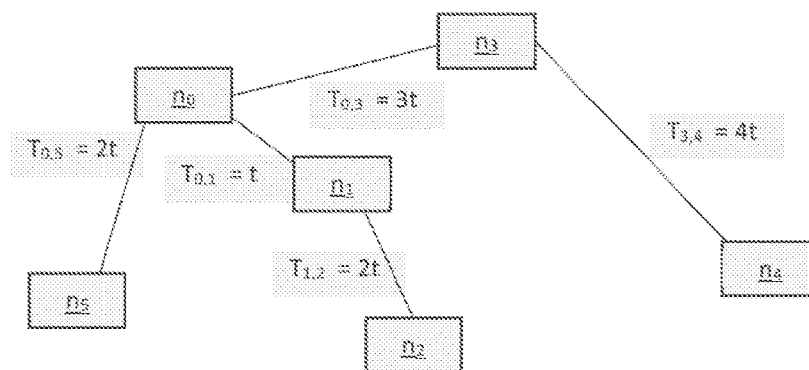 n₃
n₀
T₀,₃ = 3t
T₃,₄ = 4t
T₀,₅ = 2t
T₀,₁ = t
n₁
T₁,₂ = 2t
n₄
n₅
n₂